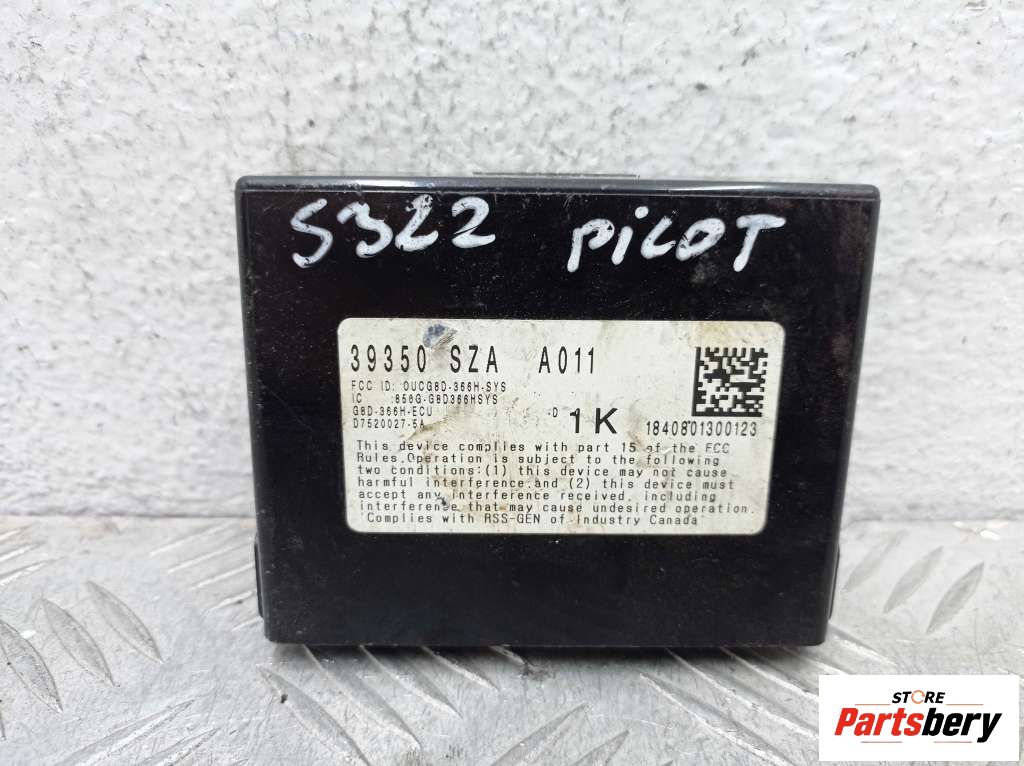 S322 PILOT
39350 SZA A011
FCC ID: OUCG8D-366H-SYS
IC :850G-G8D366HSYS
G8D-366H-ECU
D7520027-5A
1K
1840801300123
This device complies with part 15 of the FCC
Rules.Operation is subject to the following
two conditions:(1) this device may not cause
harmful interference.and (2) this device must
accept any interference received, including
interference that may cause undesired operation.
Complies with RSS-GEN of Industry Canada
STORE
Partsbery